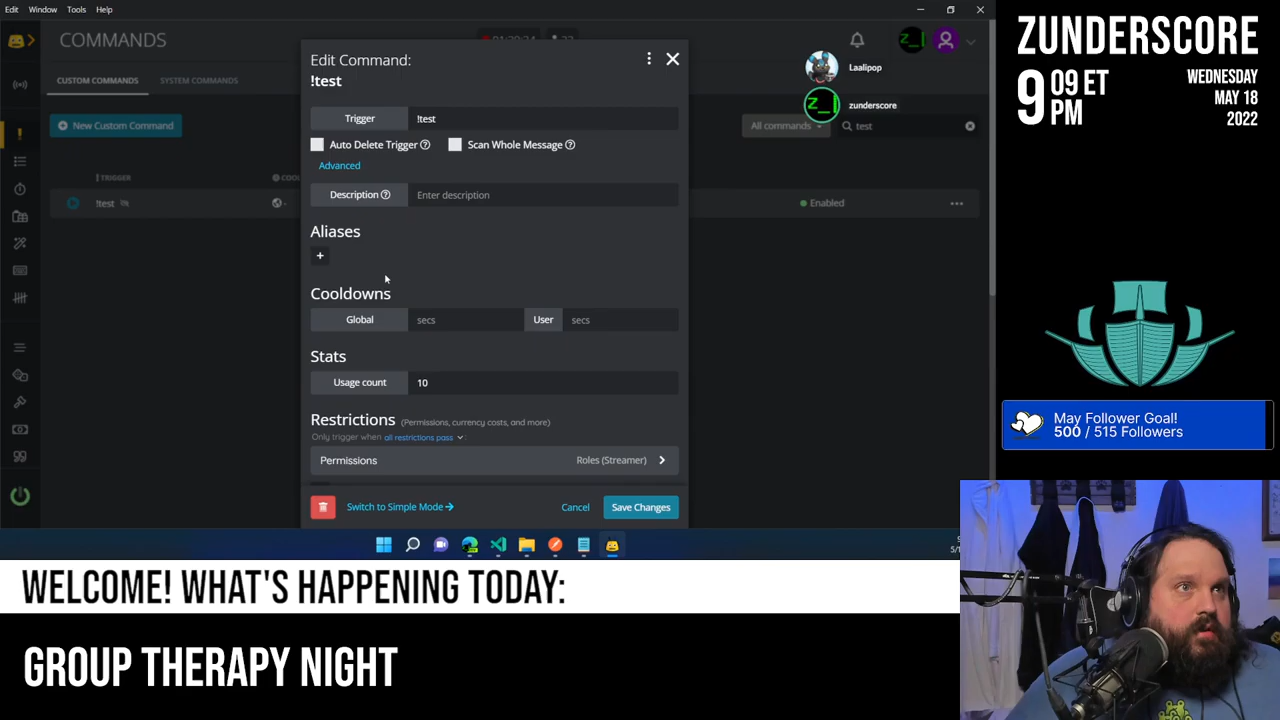 Edit Window Tools Help
COMMANDS
CUSTOM COMMANDS SYSTEM COMMANDS
New Custom Command
All commands
test
TRIGGER
!test
Enabled
Edit Command:
!test
Trigger !test
Auto Delete Trigger Scan Whole Message
Advanced
Description Enter description
Aliases
+
Cooldowns
Global secs User secs
Stats
Usage count 10
Restrictions (Permissions, currency costs, and more)
Only trigger when all restrictions pass :
Permissions Roles (Streamer)
Switch to Simple Mode Cancel Save Changes
Laalipop
zunderscore
ZUNDERSCORE
9 09 ET
PM
WEDNESDAY
MAY 18
2022
May Follower Goal!
500 / 515 Followers
WELCOME! WHAT'S HAPPENING TODAY:
GROUP THERAPY NIGHT